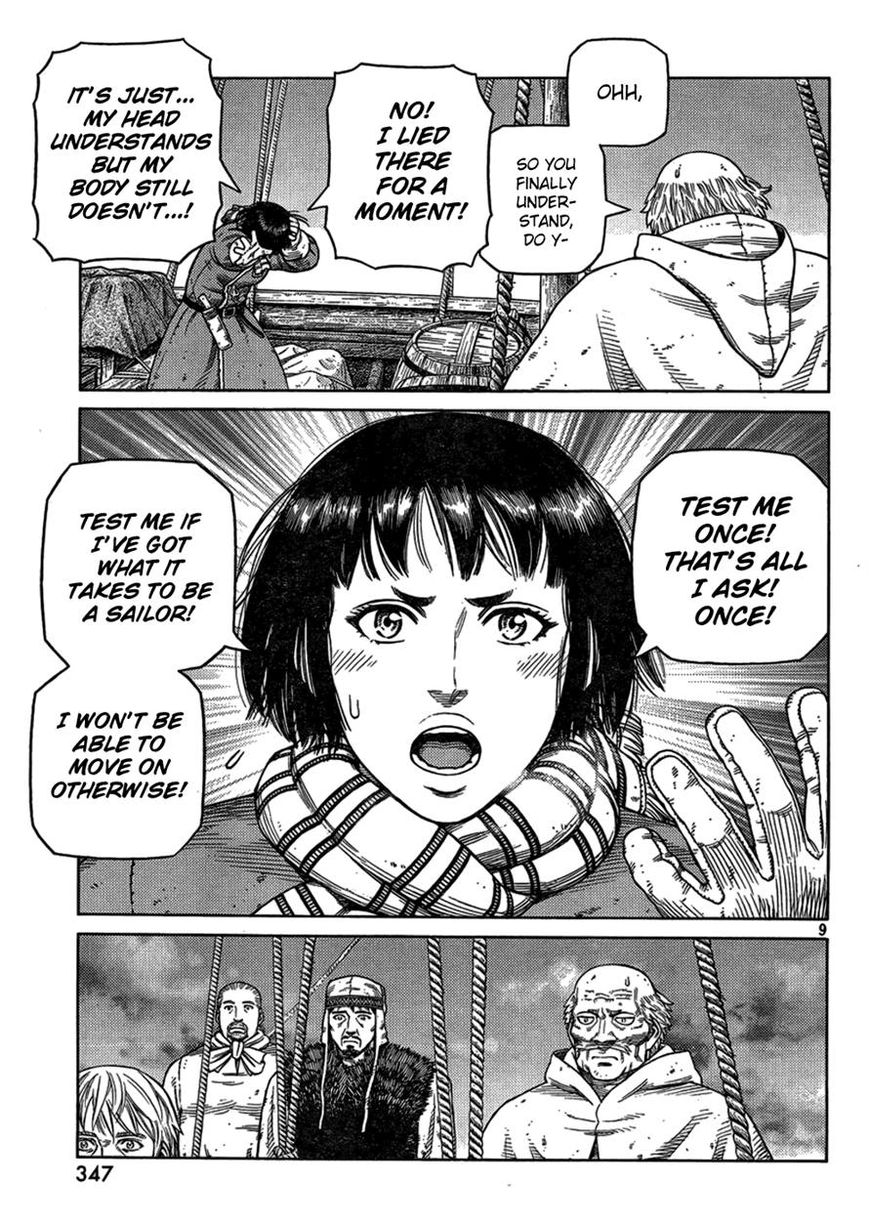 OHH,
SO YOU
FINALLY
UNDER-
STAND,
DO Y-
NO!
I LIED
THERE
FOR A
MOMENT!
IT'S JUST...
MY HEAD
UNDERSTANDS
BUT MY
BODY STILL
DOESN'T...!
TEST ME
ONCE!
THAT'S ALL
I ASK!
ONCE!
TEST ME IF
I'VE GOT
WHAT IT
TAKES TO BE
A SAILOR!
I WON'T BE
ABLE TO
MOVE ON
OTHERWISE!
9
347